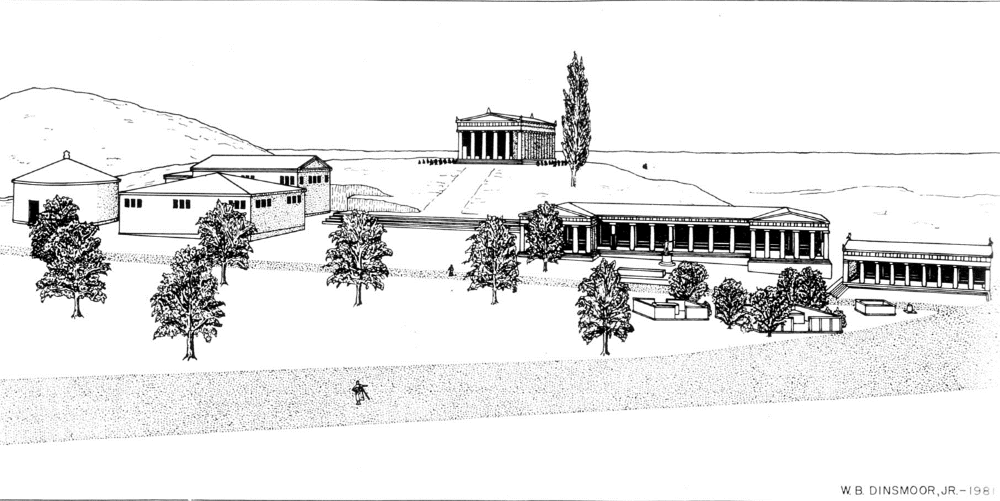 W. B. DINSMOOR, JR. – 1981